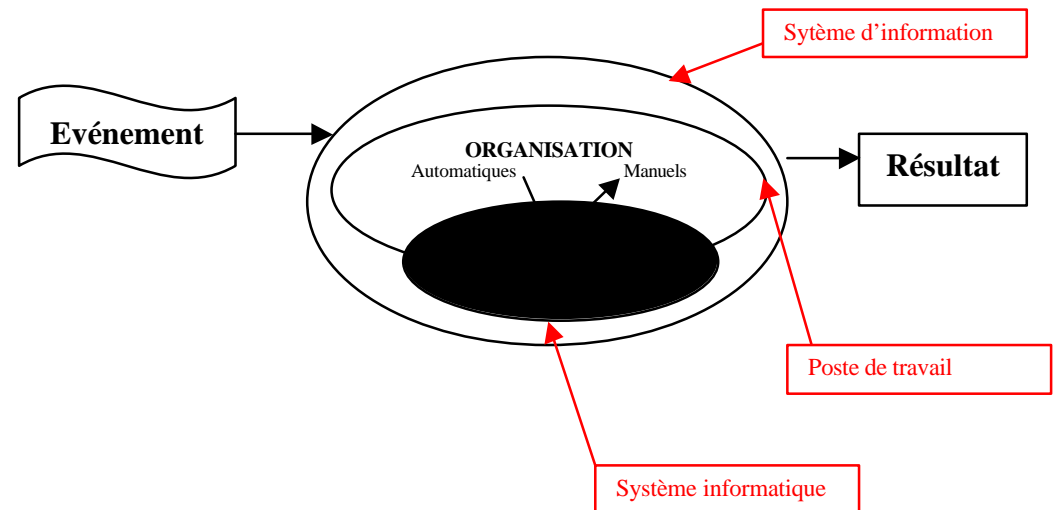 Sytème d'information
Evénement
ORGANISATION
Automatiques Manuels
Résultat
Poste de travail
Système informatique